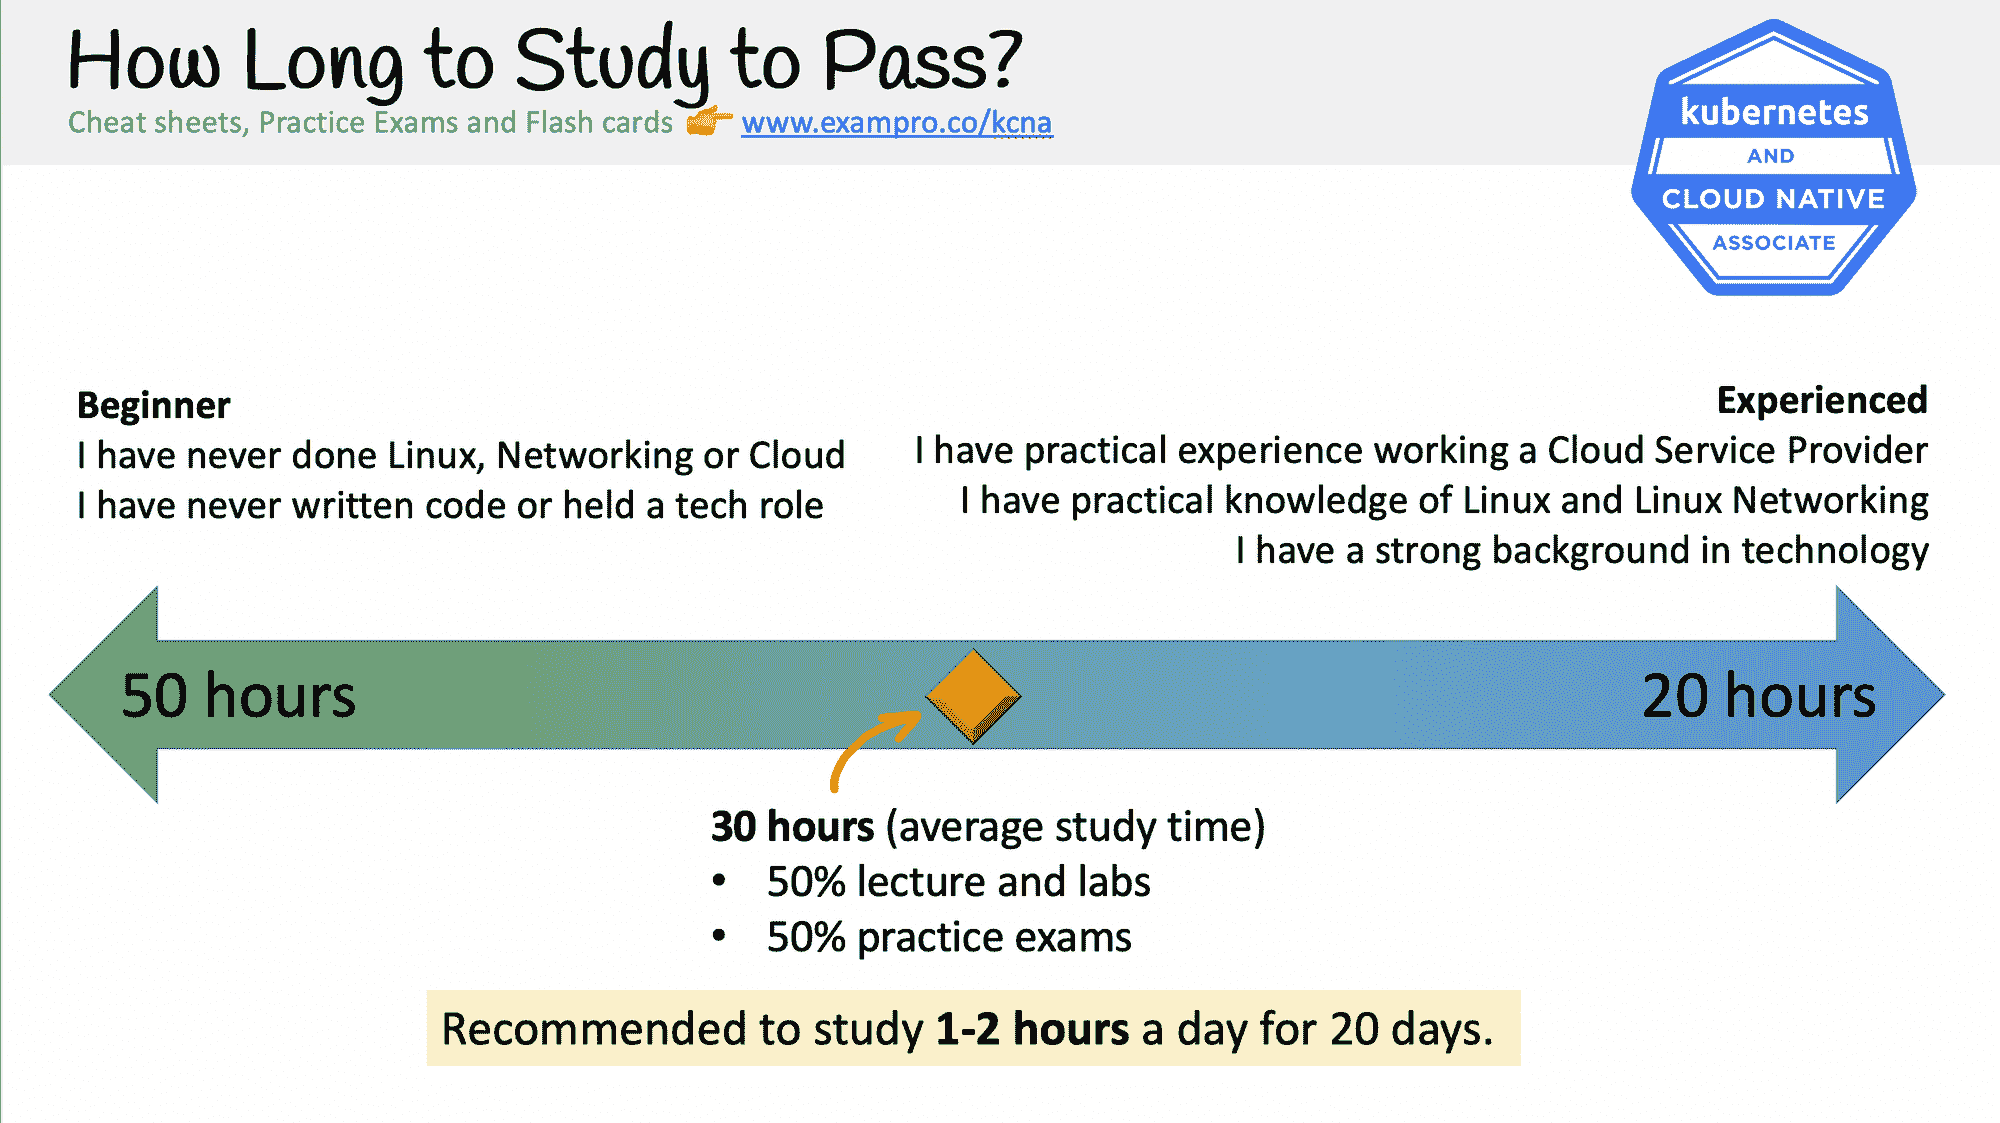 How Long to Study to Pass?
Cheat sheets, Practice Exams and Flash cards 👉 www.exampro.co/kcna
kubernetes
AND
CLOUD NATIVE
ASSOCIATE
Beginner
I have never done Linux, Networking or Cloud
I have never written code or held a tech role
Experienced
I have practical experience working a Cloud Service Provider
I have practical knowledge of Linux and Linux Networking
I have a strong background in technology
50 hours
20 hours
30 hours (average study time)
• 50% lecture and labs
• 50% practice exams
Recommended to study 1-2 hours a day for 20 days.